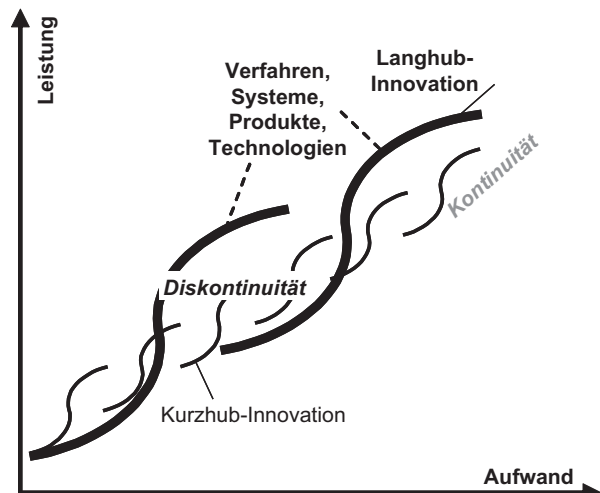 Leistung
Langhub-
Innovation
Verfahren,
Systeme,
Produkte,
Technologien
Kontinuität
Diskontinuität
Kurzhub-Innovation
Aufwand